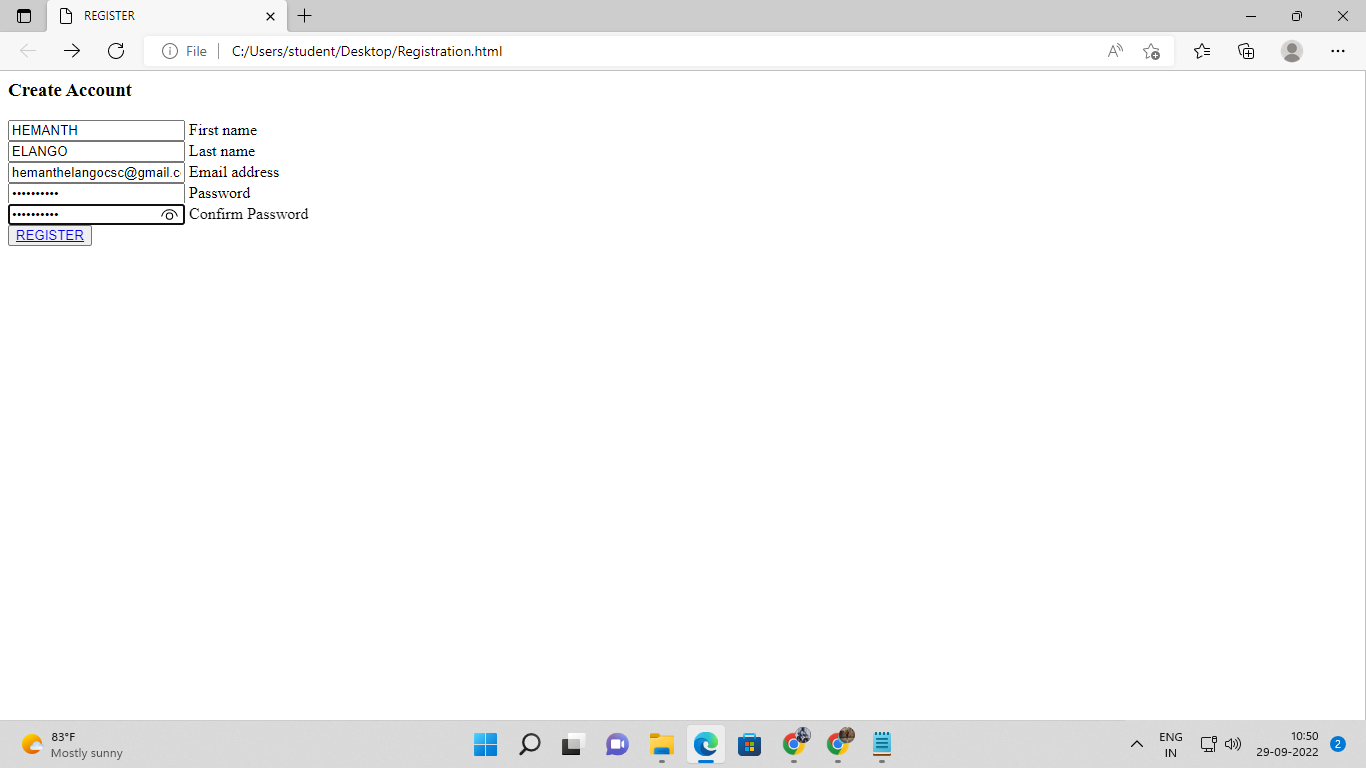 REGISTER
File
C:/Users/student/Desktop/Registration.html
Create Account
HEMANTH First name
ELANGO Last name
hemanthelangocsc@gmail.c Email address
•••••••••• Password
•••••••••• Confirm Password
REGISTER
83°F
Mostly sunny
ENG
IN
10:50
29-09-2022
2